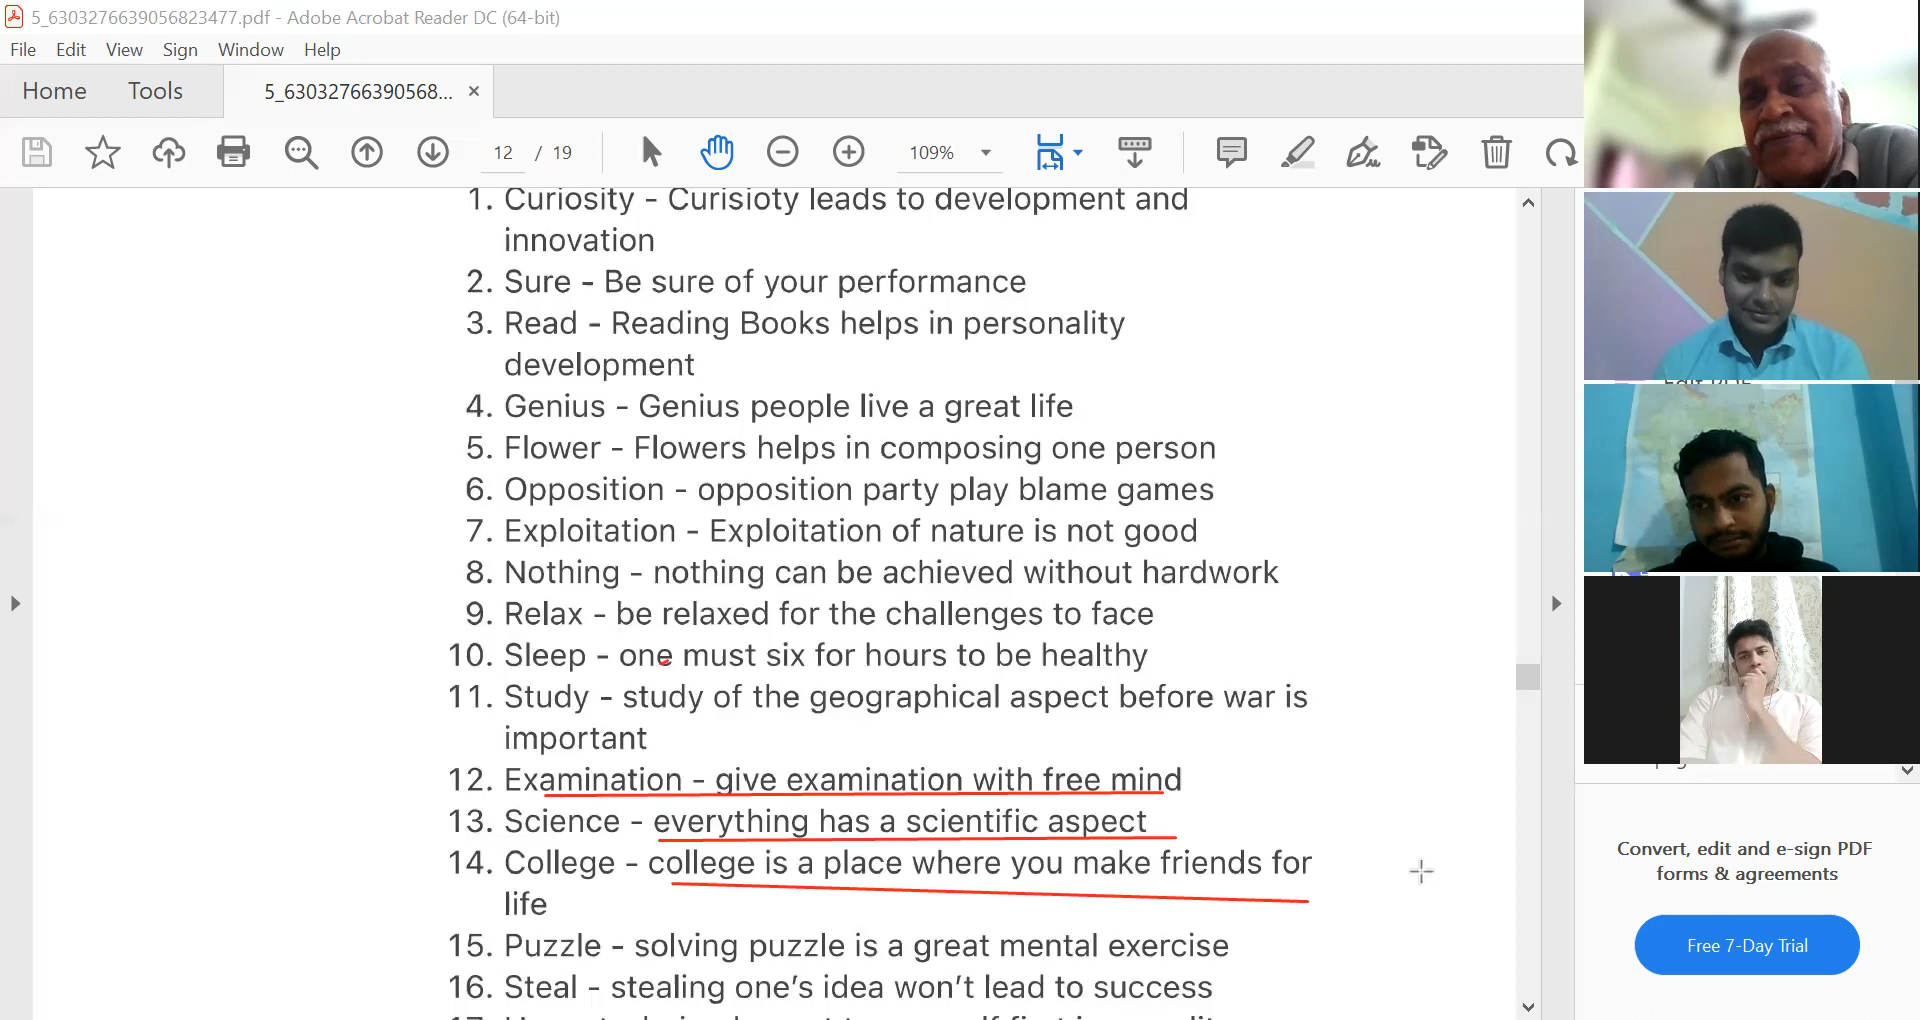 5_6303276639056823477.pdf - Adobe Acrobat Reader DC (64-bit)
File Edit View Sign Window Help
Home Tools 5_63032766390568... ×
12 / 19 109%
1. Curiosity - Curisioty leads to development and
innovation
2. Sure - Be sure of your performance
3. Read - Reading Books helps in personality
development
4. Genius - Genius people live a great life
5. Flower - Flowers helps in composing one person
6. Opposition - opposition party play blame games
7. Exploitation - Exploitation of nature is not good
8. Nothing - nothing can be achieved without hardwork
9. Relax - be relaxed for the challenges to face
10. Sleep - one must six for hours to be healthy
11. Study - study of the geographical aspect before war is
important
12. Examination - give examination with free mind
13. Science - everything has a scientific aspect
14. College - college is a place where you make friends for
life
15. Puzzle - solving puzzle is a great mental exercise
16. Steal - stealing one's idea won't lead to success
Convert, edit and e-sign PDF
forms & agreements
Free 7-Day Trial